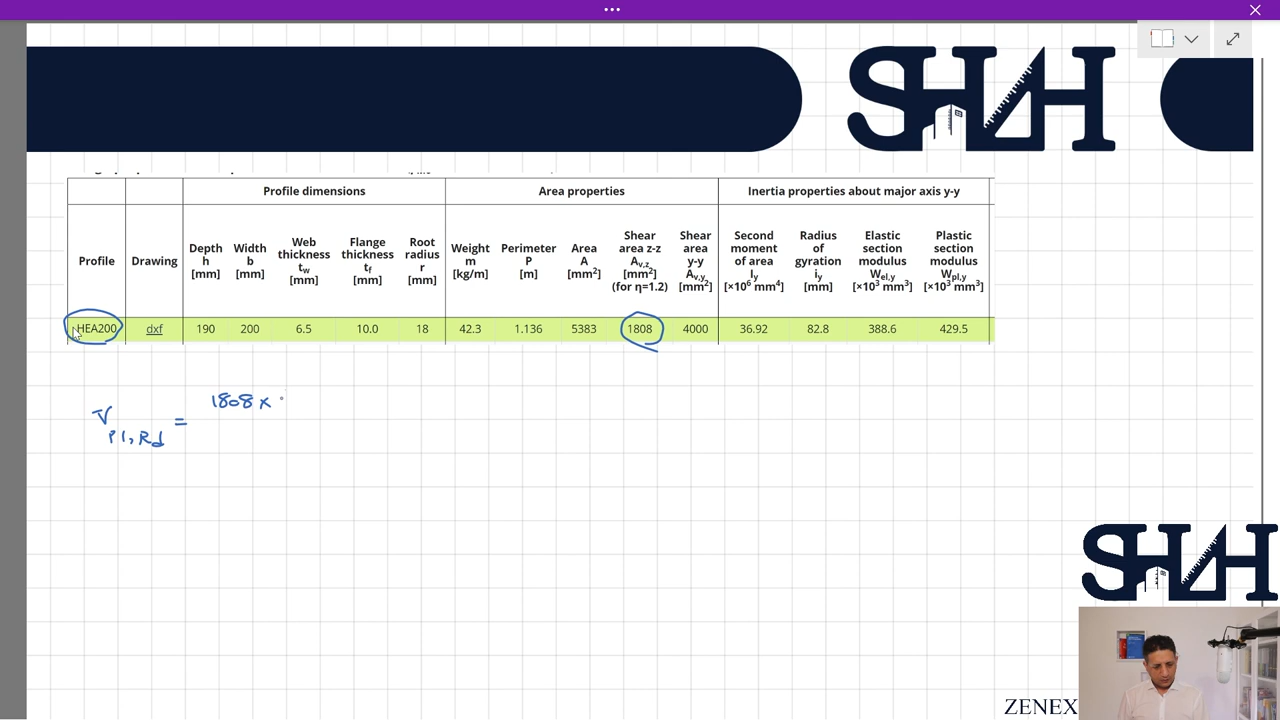 SHAH
Profile dimensions Area properties Inertia properties about major axis y-y
Profile Drawing Depth h [mm] Width b [mm] Web thickness tw [mm] Flange thickness tf [mm] Root radius r [mm] Weight m [kg/m] Perimeter P [m] Area A [mm²] Shear area z-z Av,z [mm²] (for η=1.2) Shear area y-y Av,y [mm²] Second moment of area Iy [×10⁶ mm⁴] Radius of gyration iy [mm] Elastic section modulus Wel,y [×10³ mm³] Plastic section modulus Wpl,y [×10³ mm³]
HEA200 dxf 190 200 6.5 10.0 18 42.3 1.136 5383 1808 4000 36.92 82.8 388.6 429.5
V Pl, Rd = 1808 ×
SHAH
ZENEX